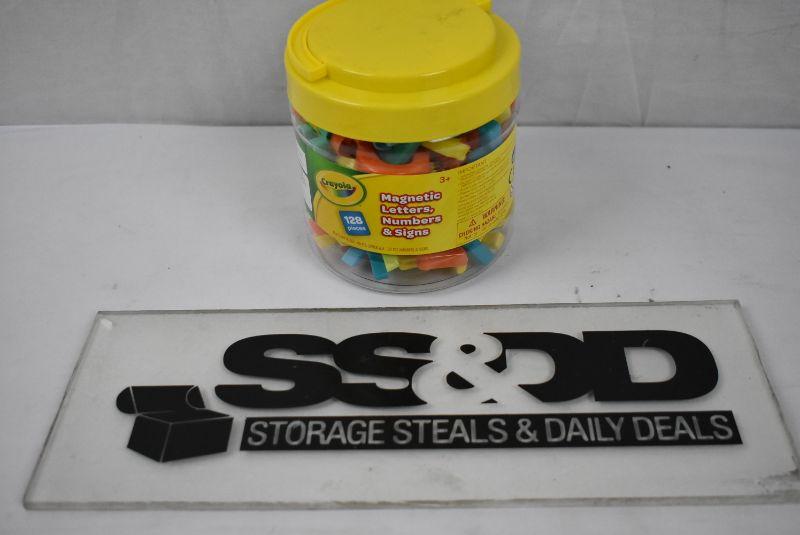 Crayola
3+
128
pieces
Magnetic
Letters,
Numbers
& Signs
SS&DD
STORAGE STEALS & DAILY DEALS